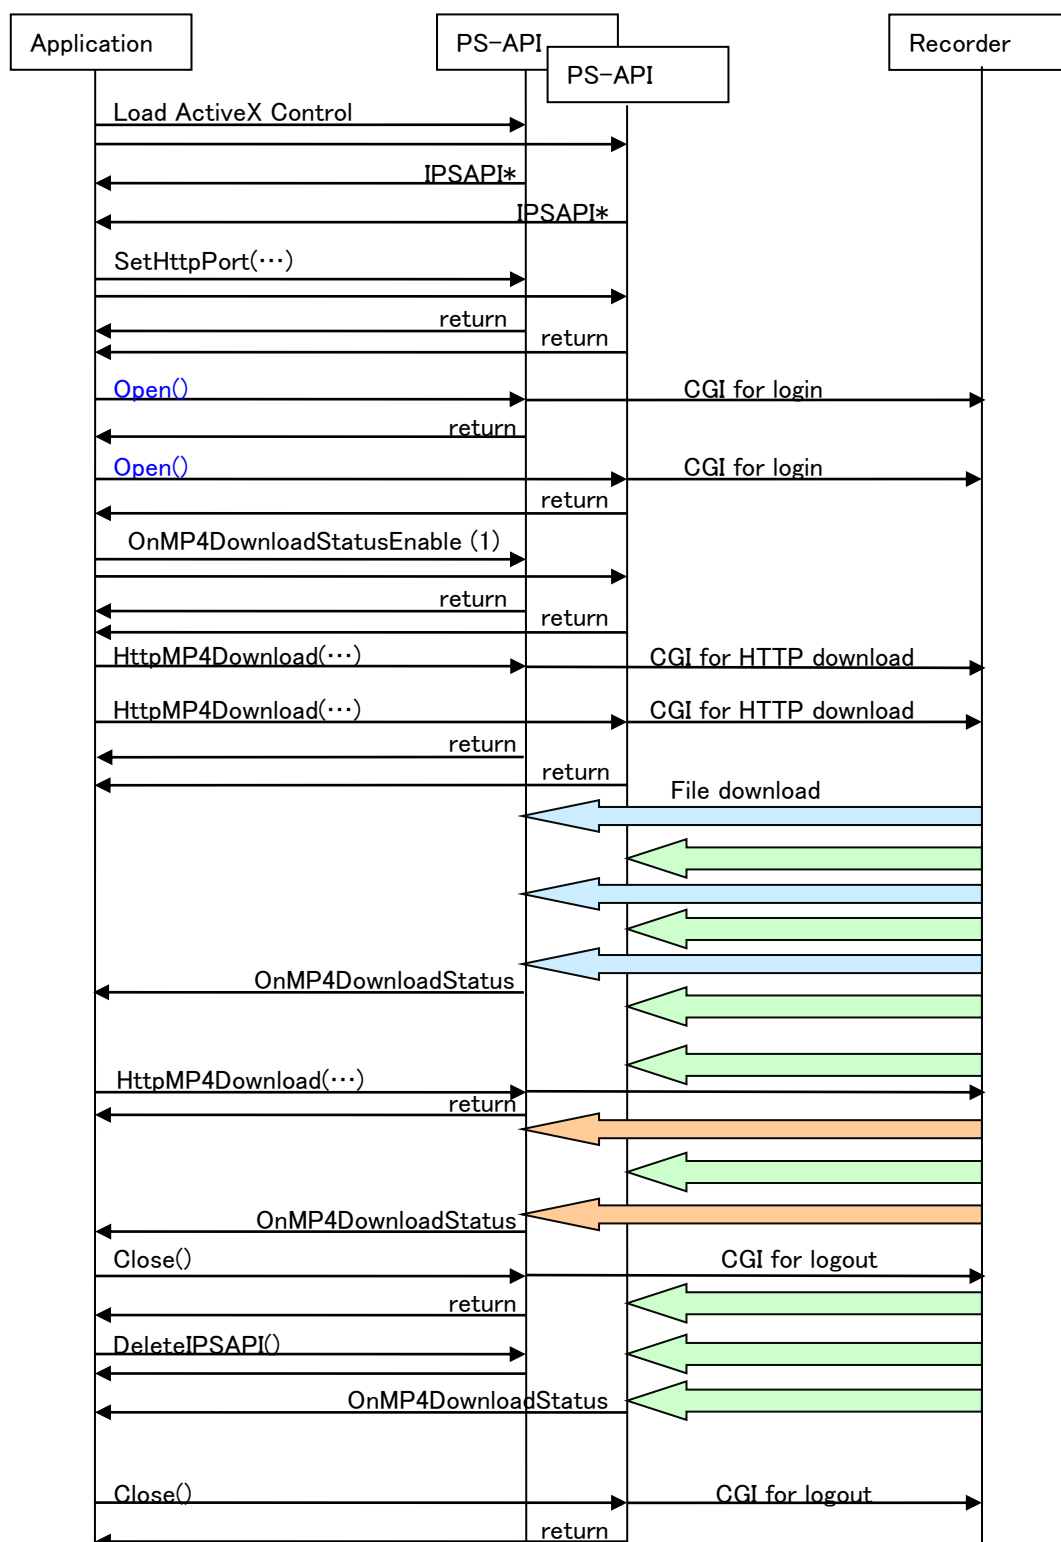 Application
PS-API
PS-API
Recorder
Load ActiveX Control
IPSAPI*
IPSAPI*
SetHttpPort(⋯)
return
return
Open()
CGI for login
return
Open()
CGI for login
return
OnMP4DownloadStatusEnable (1)
return
return
HttpMP4Download(⋯)
CGI for HTTP download
HttpMP4Download(⋯)
CGI for HTTP download
return
return
File download
OnMP4DownloadStatus
HttpMP4Download(⋯)
return
OnMP4DownloadStatus
Close()
CGI for logout
return
DeleteIPSAPI()
OnMP4DownloadStatus
Close()
CGI for logout
return